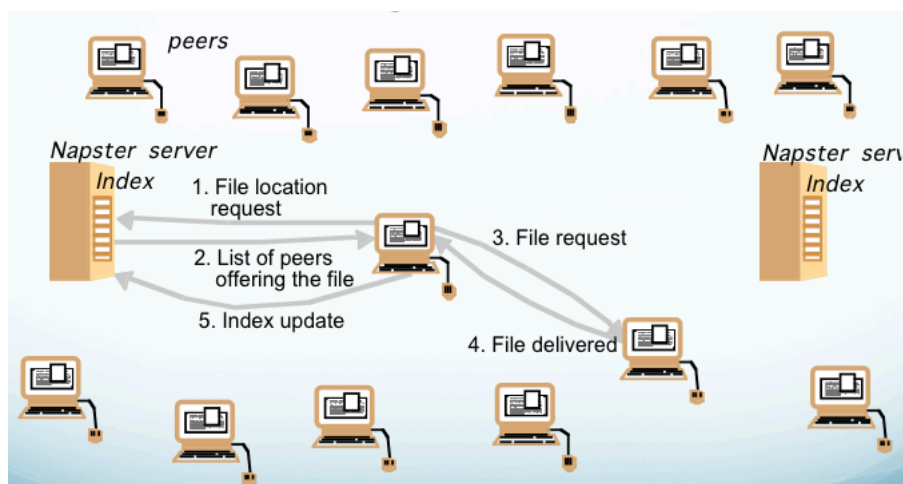 peers
Napster server
Index
Napster serv
Index
1. File location
request
3. File request
2. List of peers
offering the file
5. Index update
4. File delivered